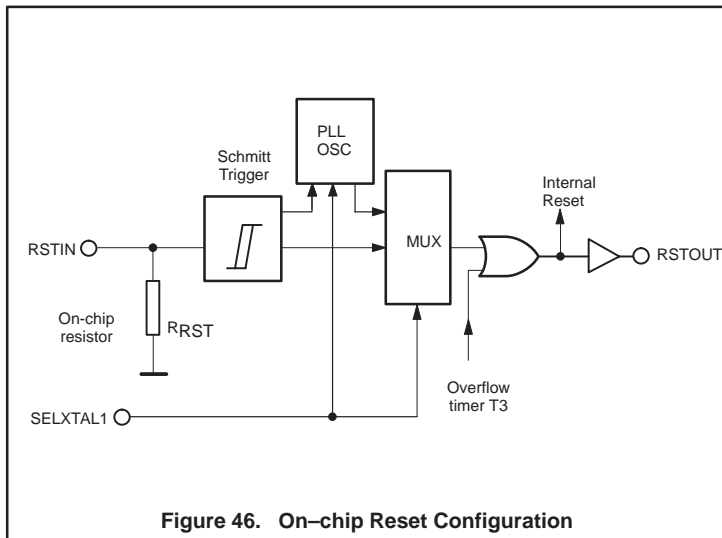 PLL
OSC
Schmitt
Trigger
Internal
Reset
MUX
RSTIN
RSTOUT
On-chip
resistor
RRST
Overflow
timer T3
SELXTAL1
Figure 46. On–chip Reset Configuration